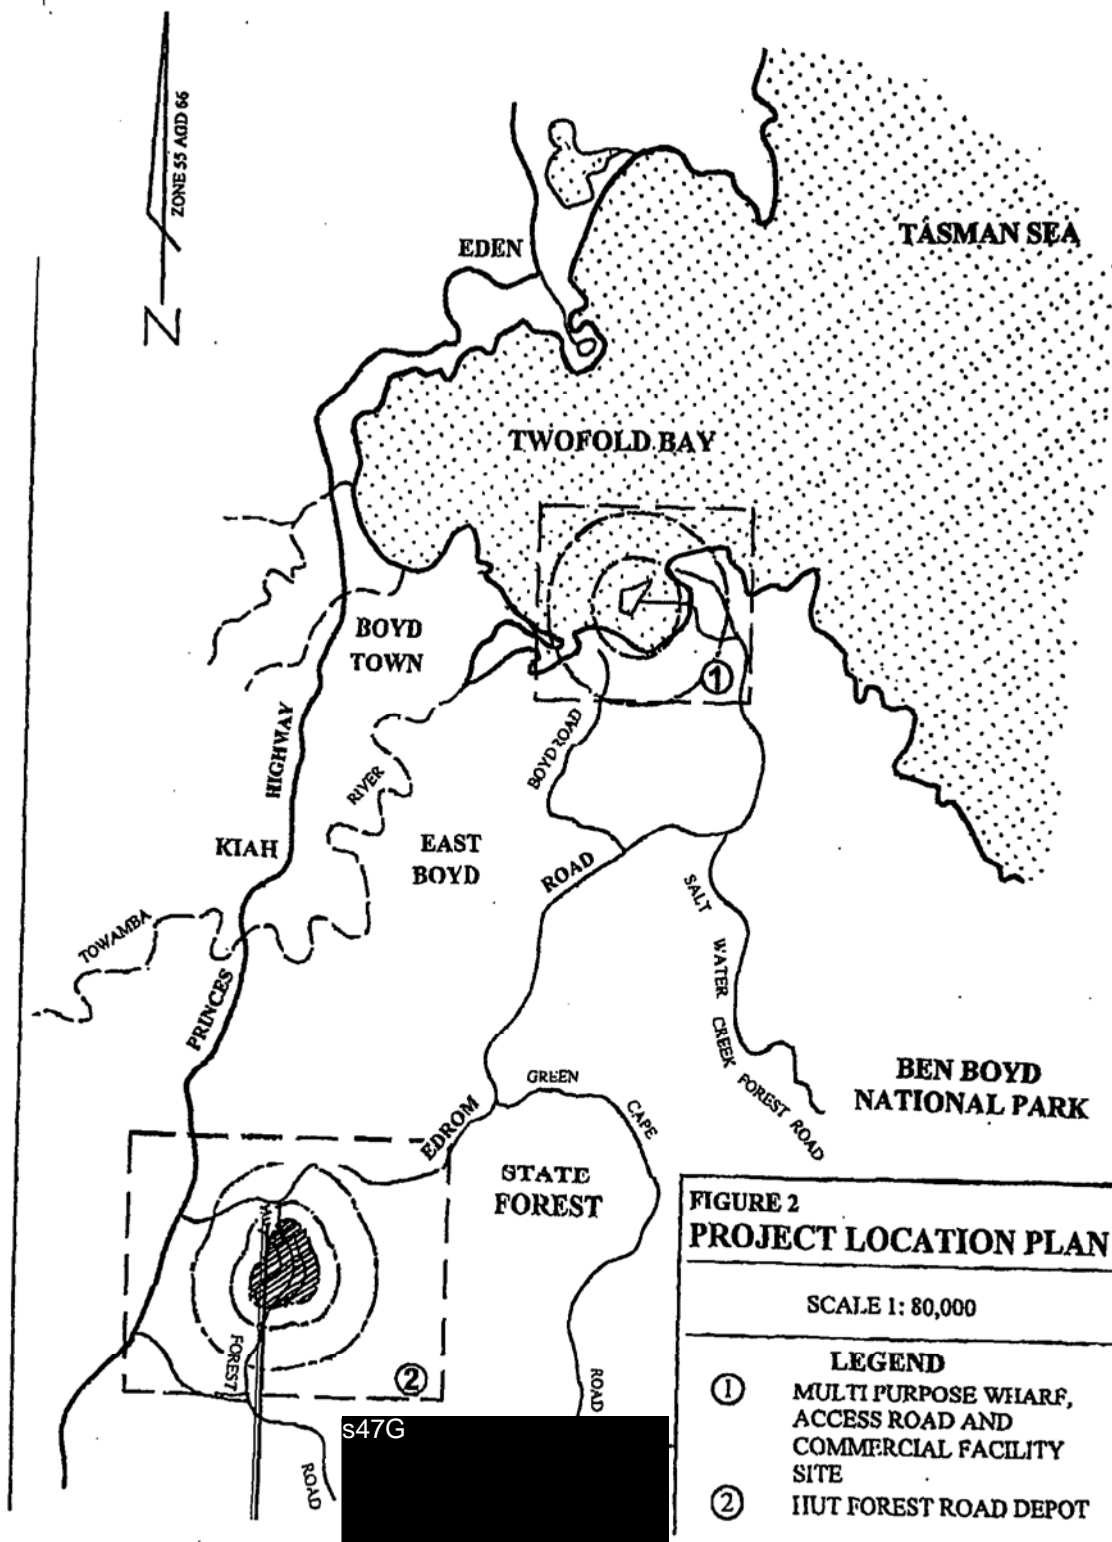 ZONE 55 AGD 66
N
TASMAN SEA
EDEN
TWOFOLD BAY
BOYD
TOWN
1
HIGHWAY
BOYD ROAD
RIVER
KIAH
EAST
BOYD
ROAD
SALT
WATER
CREEK FOREST ROAD
TOWAMBA
PRINCES
BEN BOYD
NATIONAL PARK
GREEN
CAPE
EDROM
STATE
FOREST
FOREST
2
ROAD
ROAD
s47G
FIGURE 2
PROJECT LOCATION PLAN
SCALE 1: 80,000
LEGEND
1 MULTI PURPOSE WHARF,
ACCESS ROAD AND
COMMERCIAL FACILITY
SITE
2 HUT FOREST ROAD DEPOT